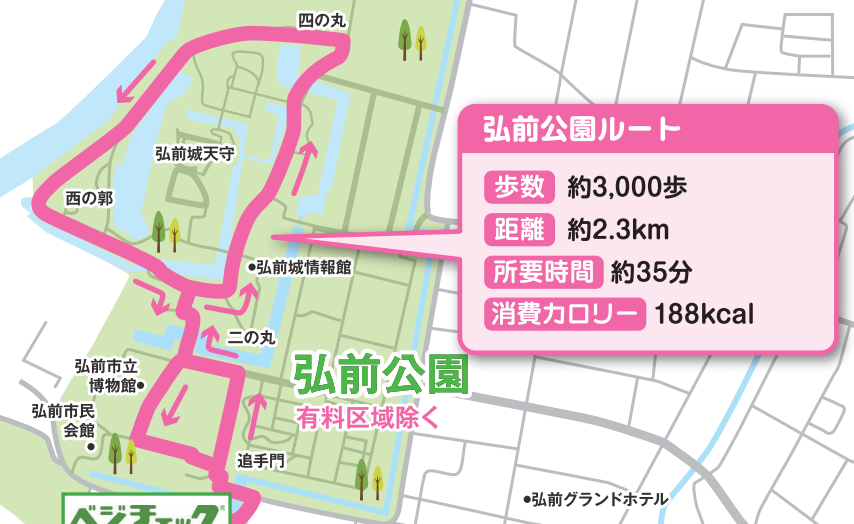 四の丸
弘前城天守
西の郭
弘前公園ルート
歩数 約3,000歩
距離 約2.3km
所要時間 約35分
消費カロリー 188kcal
●弘前城情報館
二の丸
弘前公園
有料区域除く
弘前市立
博物館●
弘前市民
会館
●
追手門
ベジチェック
●弘前グランドホテル